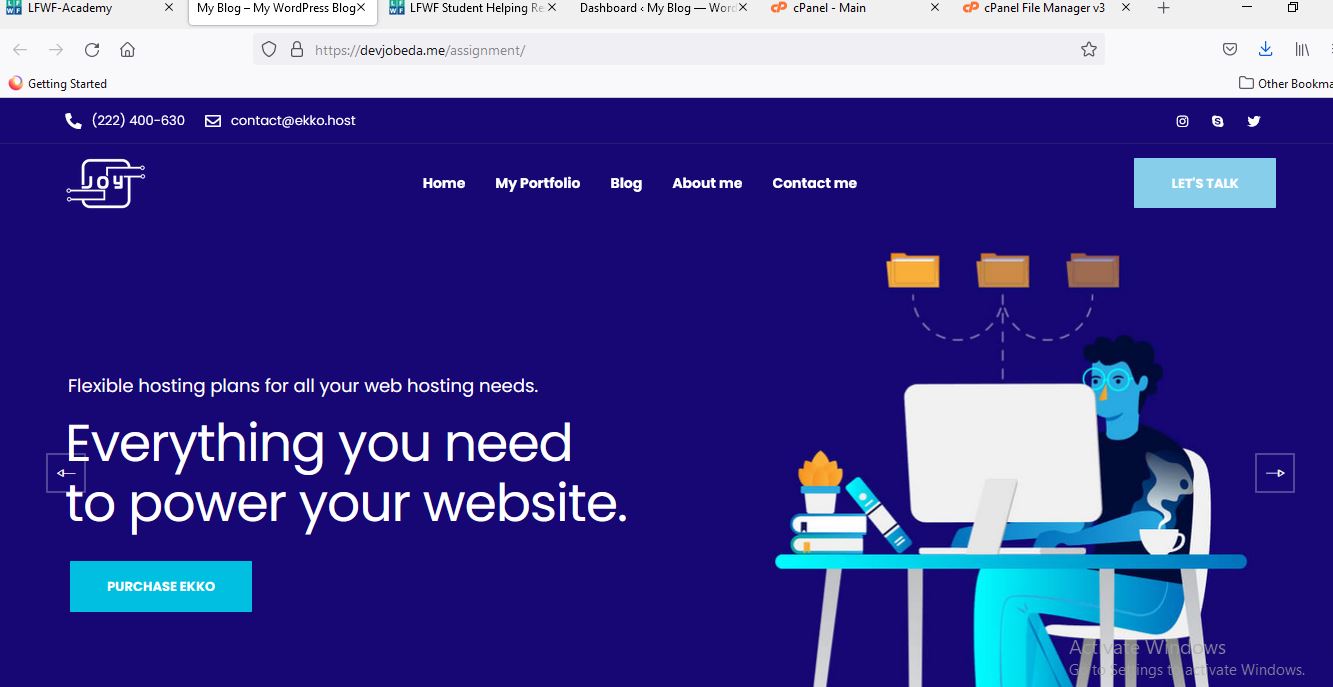 LFWF-Academy
My Blog – My WordPress Blog
LFWF Student Helping Re
Dashboard ‹ My Blog — Word
cPanel - Main
cPanel File Manager v3
https://devjobeda.me/assignment/
Getting Started
Other Bookma
(222) 400-630 contact@ekko.host
JOY
Home My Portfolio Blog About me Contact me
LET'S TALK
Flexible hosting plans for all your web hosting needs.
Everything you need
to power your website.
PURCHASE EKKO
Activate Windows
Go to Settings to activate Windows.